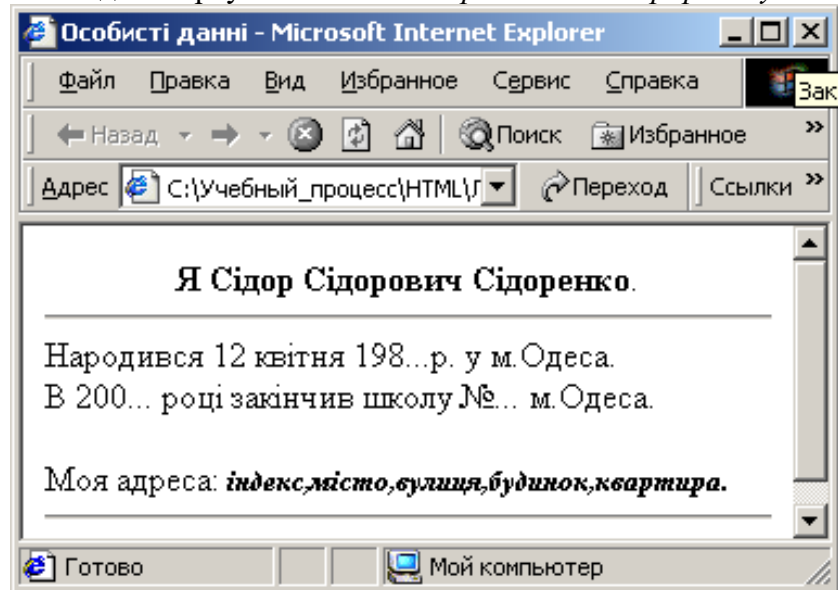 Особисті данні - Microsoft Internet Explorer
Файл Правка Вид Избранное Сервис Справка
Зак
Назад Поиск Избранное »
Адрес C:\Учебный_процесс\HTML\Л Переход Ссылки »
Я Сідор Сідорович Сідоренко.
Народився 12 квітня 198...р. у м.Одеса.
В 200... році закінчив школу №... м.Одеса.
Моя адреса: індекс,місто,вулиця,будинок,квартира.
Готово Мой компьютер